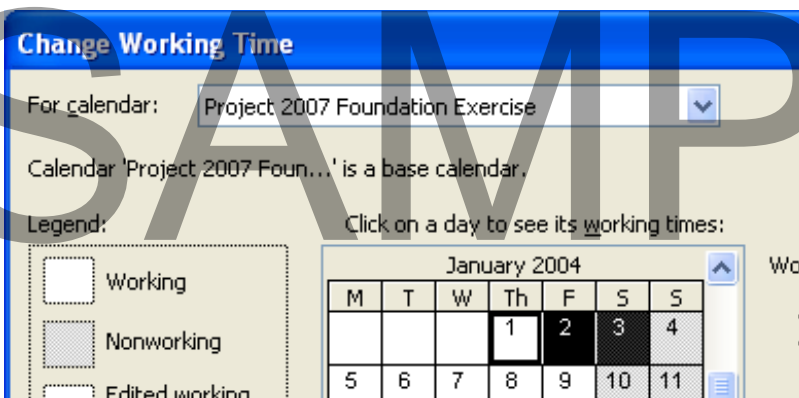 Change Working Time
For calendar: Project 2007 Foundation Exercise
Calendar 'Project 2007 Foun...' is a base calendar.
Legend: Click on a day to see its working times:
January 2004
Working
M T W Th F S S
1 2 3 4
Nonworking
5 6 7 8 9 10 11
Edited working
SAMP